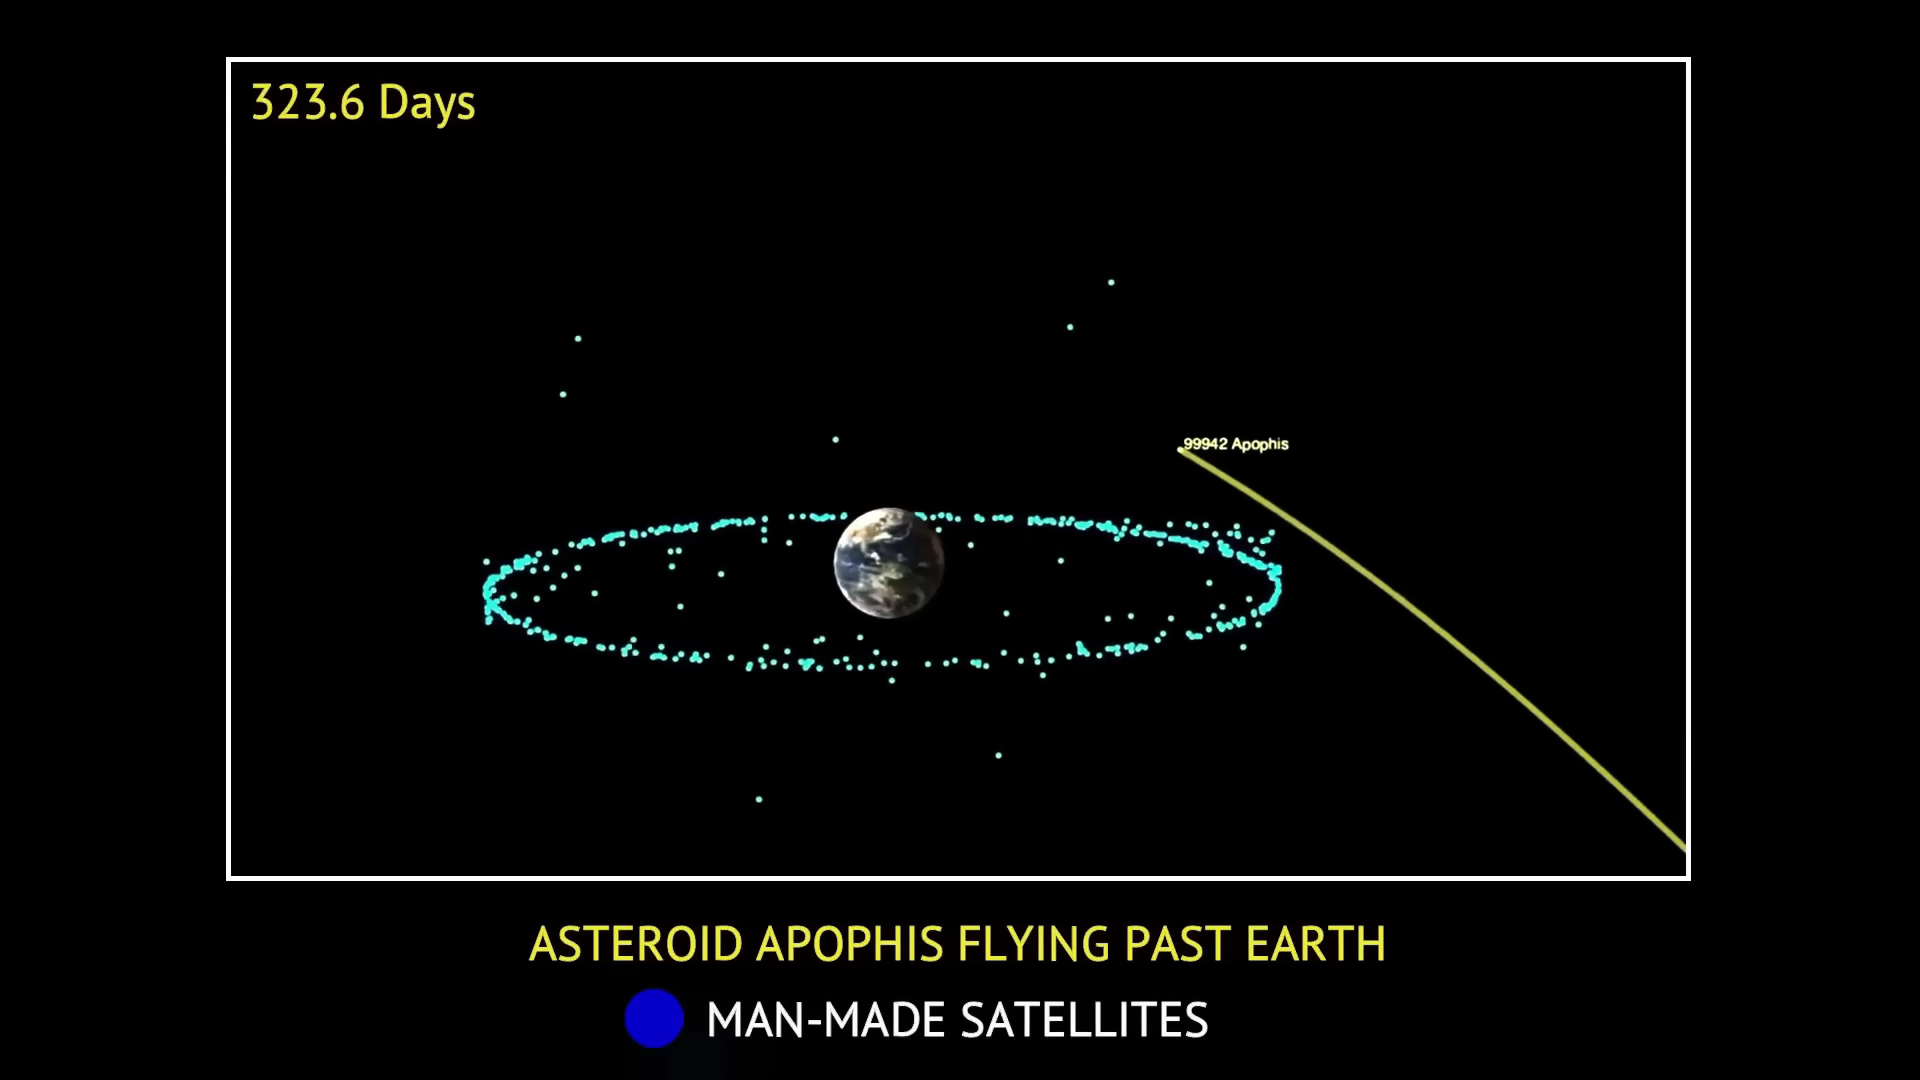 323.6 Days
99942 Apophis
ASTEROID APOPHIS FLYING PAST EARTH
MAN-MADE SATELLITES